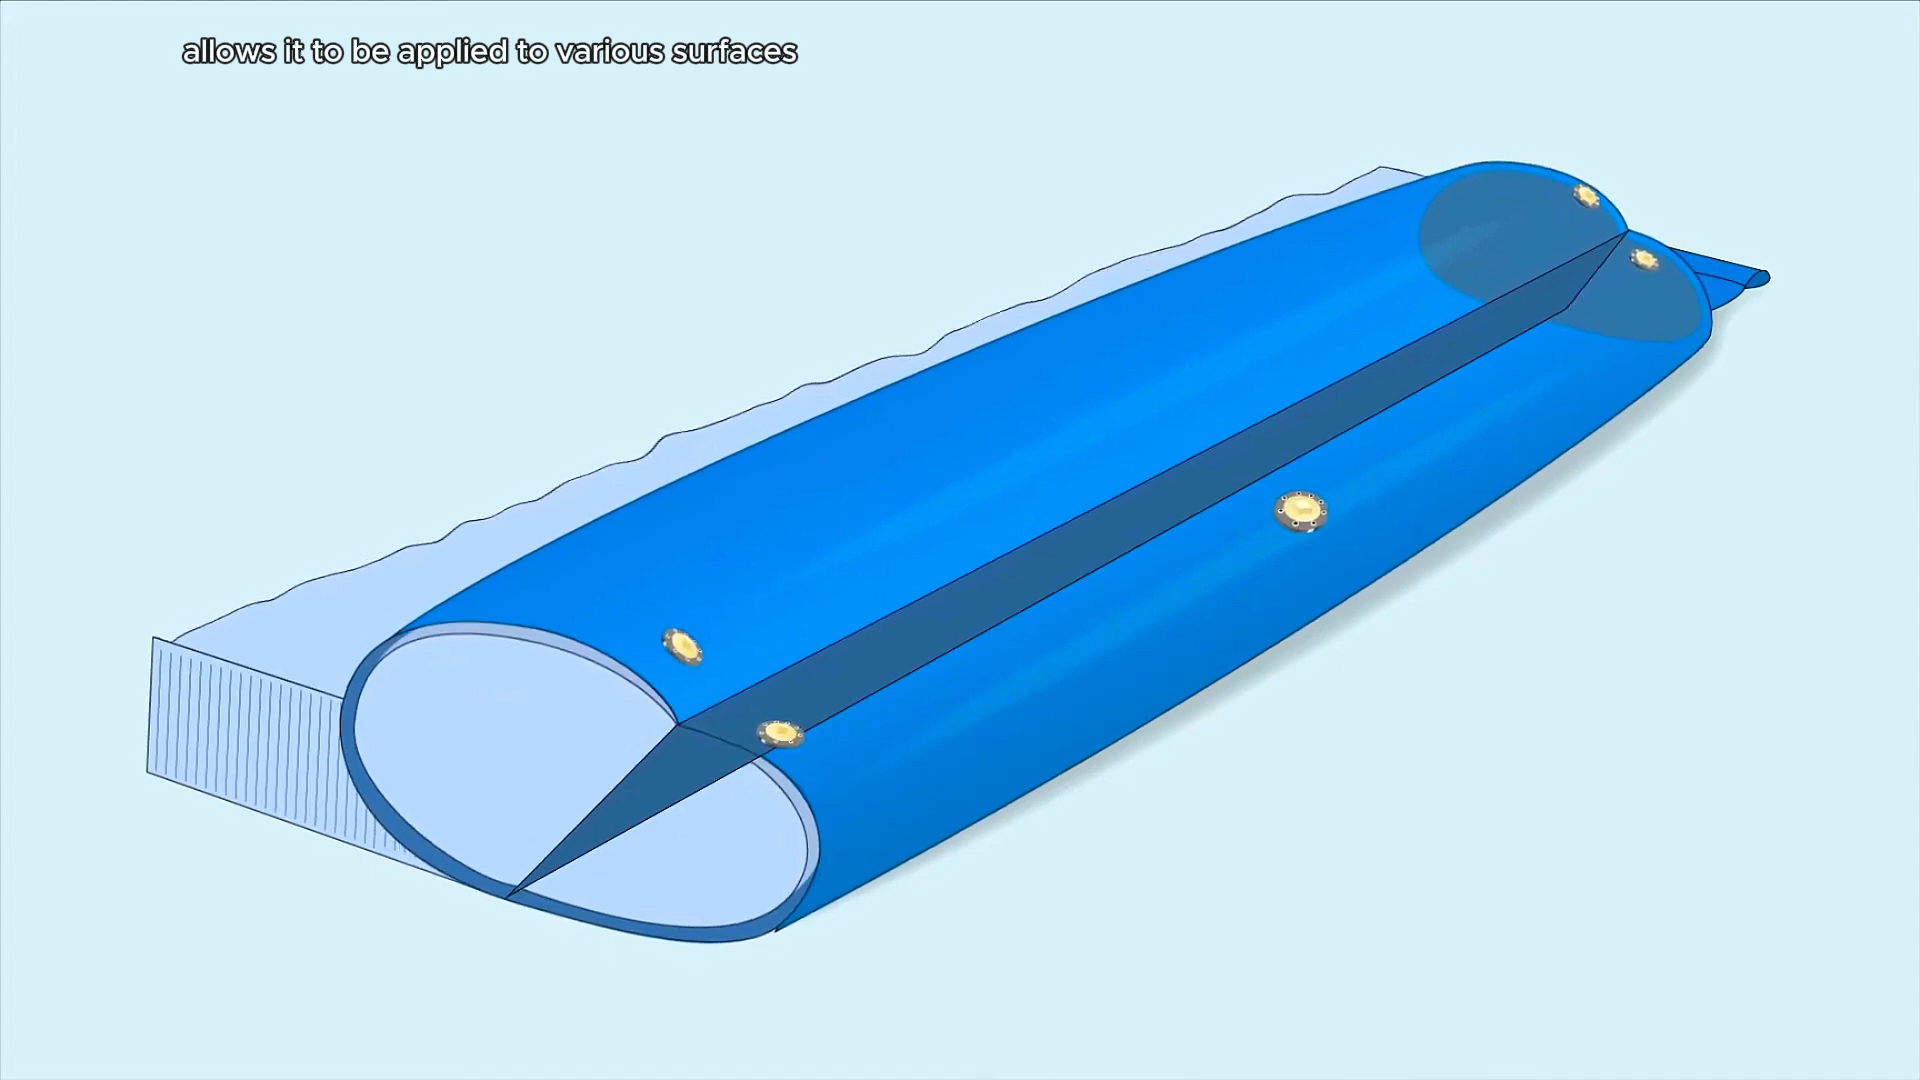 allows it to be applied to various surfaces